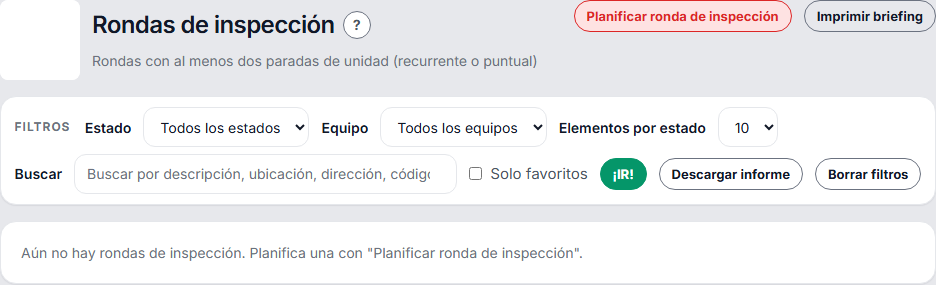 Rondas de inspección ?
Planificar ronda de inspección
Imprimir briefing
Rondas con al menos dos paradas de unidad (recurrente o puntual)
FILTROS Estado Todos los estados Equipo Todos los equipos Elementos por estado 10
Buscar Buscar por descripción, ubicación, dirección, código Solo favoritos ¡IR! Descargar informe Borrar filtros
Aún no hay rondas de inspección. Planifica una con "Planificar ronda de inspección".